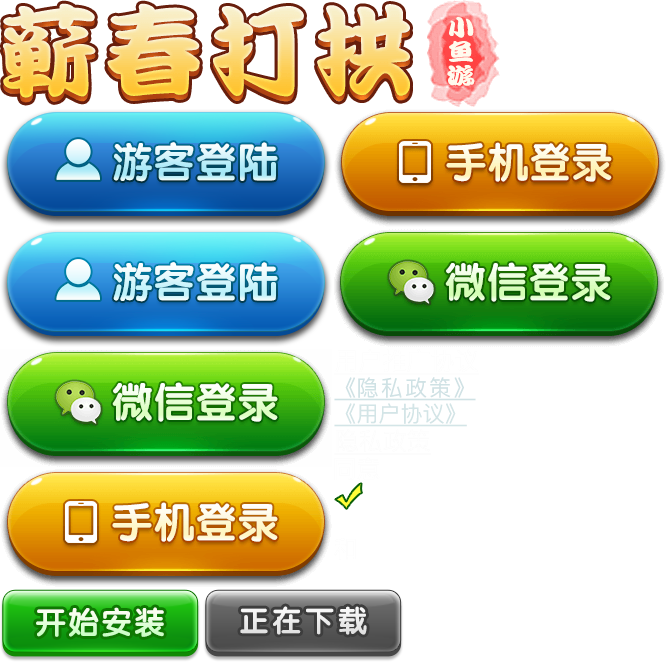 蕲春打拱
小鱼游
游客登陆
手机登录
游客登陆
微信登录
微信登录
《隐私政策》
《用户协议》
手机登录
开始安装
正在下载